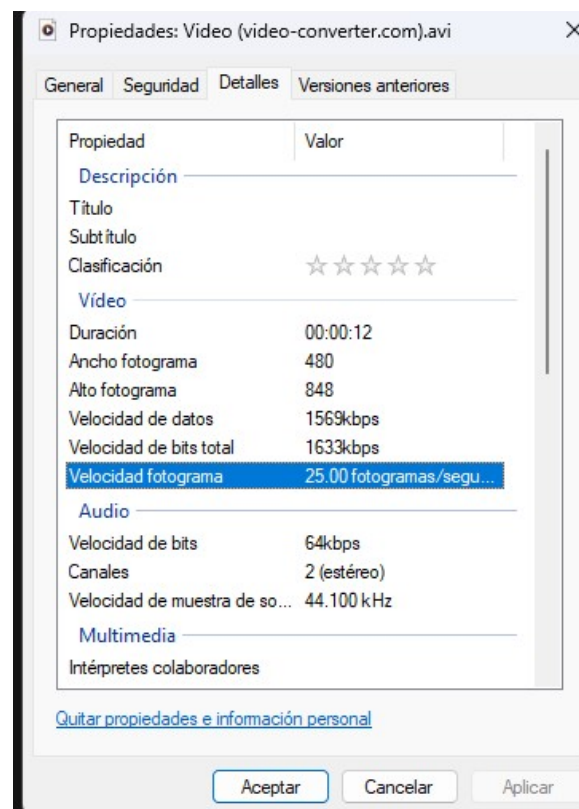 Propiedades: Video (video-converter.com).avi
General Seguridad Detalles Versiones anteriores
Propiedad Valor
Descripción
Título
Subtítulo
Clasificación
Vídeo
Duración 00:00:12
Ancho fotograma 480
Alto fotograma 848
Velocidad de datos 1569kbps
Velocidad de bits total 1633kbps
Velocidad fotograma 25.00 fotogramas/segu...
Audio
Velocidad de bits 64kbps
Canales 2 (estéreo)
Velocidad de muestra de so... 44.100 kHz
Multimedia
Intérpretes colaboradores
Quitar propiedades e información personal
Aceptar Cancelar Aplicar